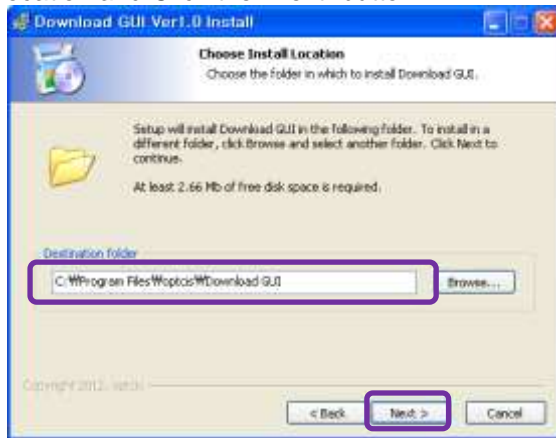 Download GUI Ver1.0 Install
Choose Install Location
Choose the folder in which to install Download GUI.
Setup will install Download GUI in the following folder. To install in a
different folder, click Browse and select another folder. Click Next to
continue.
At least 2.66 Mb of free disk space is required.
Destination folder
C:₩Program Files₩optcis₩Download GUI
Browse...
Copyright 2012,
< Back
Next >
Cancel